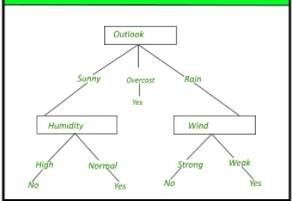 Outlook
Sunny Overcast Rain
Yes
Humidity Wind
High Normal Strong Weak
No Yes No Yes